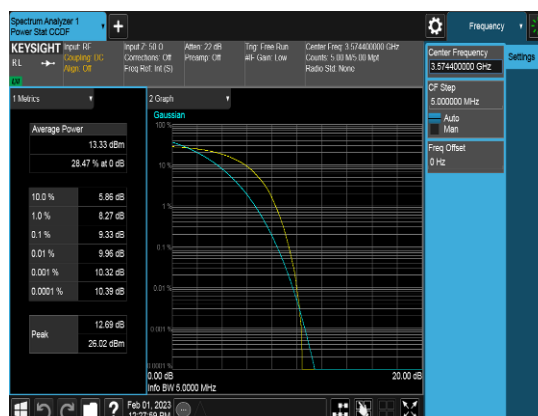 Spectrum Analyzer 1
Power Stat CCDF
Frequency
KEYSIGHT
RL
Input: RF
Coupling: DC
Align: Off
Input Z: 50 Ω
Corrections: Off
Freq Ref: Int (S)
Atten: 22 dB
Preamp: Off
Trig: Free Run
#IF Gain: Low
Center Freq: 3.574400000 GHz
Counts: 5.00 M/5.00 Mpt
Radio Std: None
Center Frequency
3.574400000 GHz
Settings
CF Step
5.000000 MHz
Auto
Man
Freq Offset
0 Hz
1 Metrics
2 Graph
Gaussian
Average Power
13.33 dBm
28.47 % at 0 dB
10.0 % 5.86 dB
1.0 % 8.27 dB
0.1 % 9.33 dB
0.01 % 9.96 dB
0.001 % 10.32 dB
0.0001 % 10.39 dB
Peak
12.69 dB
26.02 dBm
100 %
10 %
1 %
0.1 %
0.01 %
0.001 %
0.0001 %
0.00 dB
20.00 dB
Info BW 5.0000 MHz
Feb 01, 2023